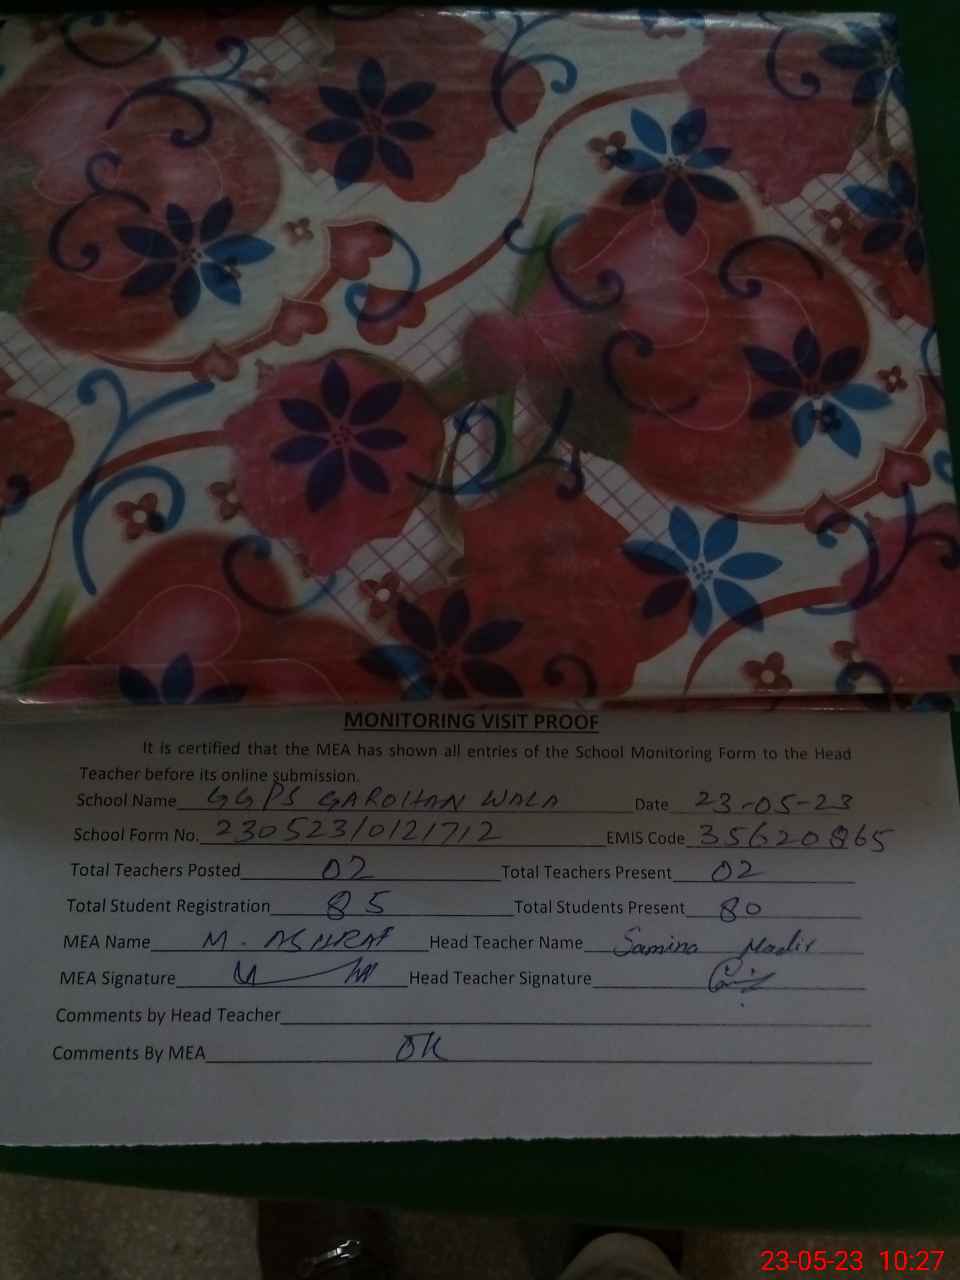 MONITORING VISIT PROOF
It is certified that the MEA has shown all entries of the School Monitoring Form to the Head
Teacher before its online submission.
School Name GGPS GAROHAN WALA Date 23-05-23
School Form No. 230523/0121712 EMIS Code 35620865
Total Teachers Posted 02 Total Teachers Present 02
Total Student Registration 85 Total Students Present 80
MEA Name M. ASHRAF Head Teacher Name Samina
MEA Signature Head Teacher Signature
Comments by Head Teacher
Comments By MEA OK
23-05-23 10:27